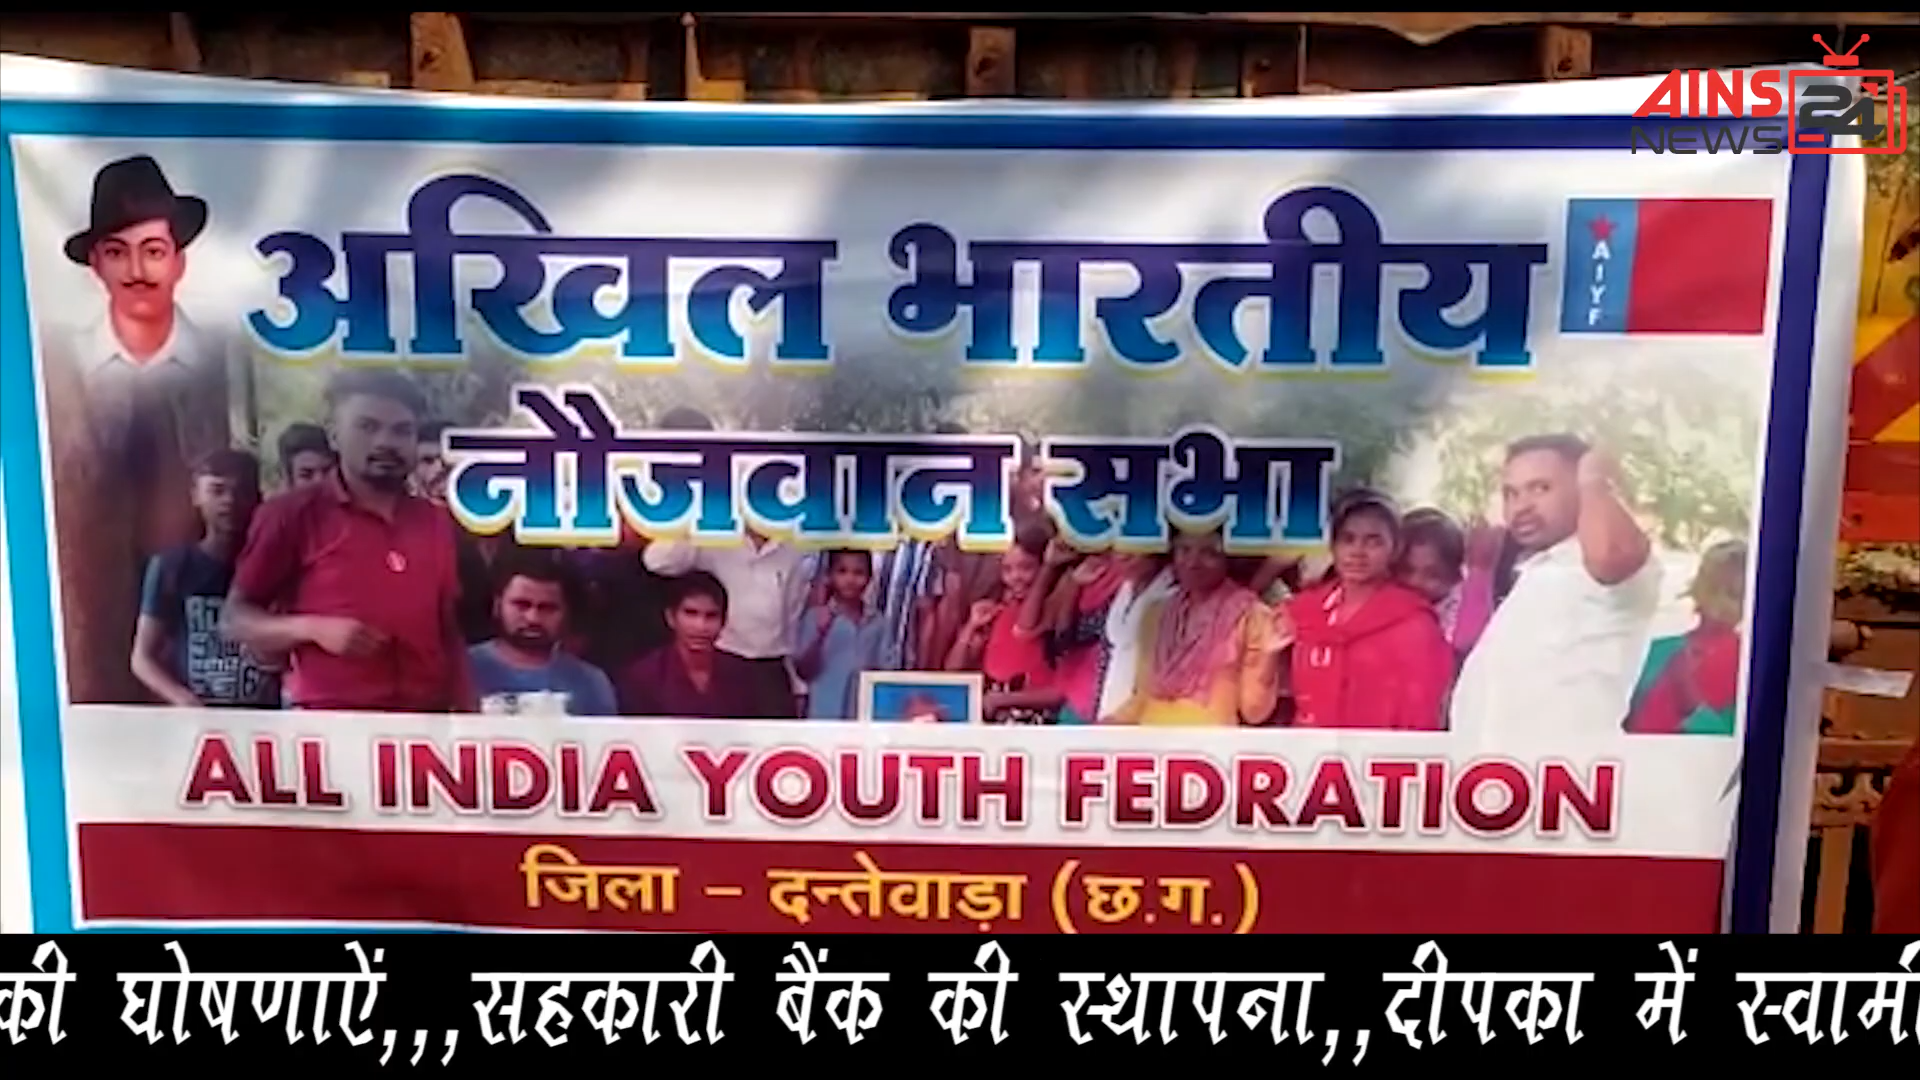 AINS
NEWS 24
अखिल भारतीय
AIYF
नौजवान सभा
ALL INDIA YOUTH FEDRATION
जिला - दन्तेवाड़ा (छ.ग.)
की घोषणाऐं,,,सहकारी बैंक की स्थापना,,दीपका में